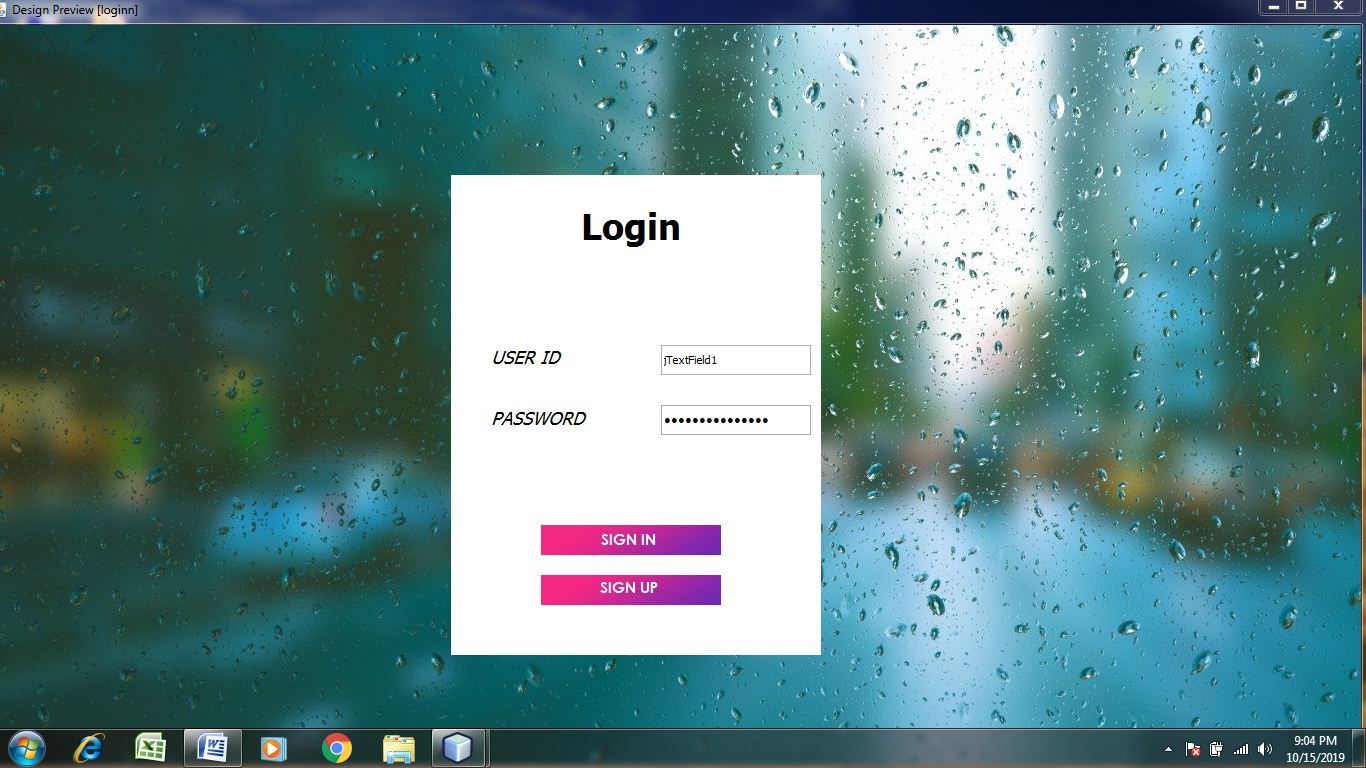 Design Preview [loginn]
Login
USER ID
jTextField1
PASSWORD
•••••••••••••••
SIGN IN
SIGN UP
9:04 PM
10/15/2019